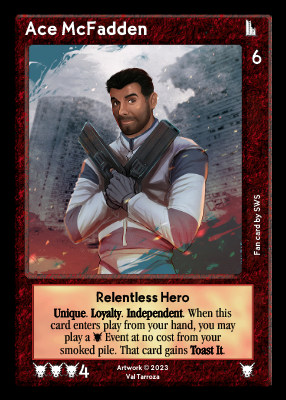 Ace McFadden
6
Fan card by SWS
Relentless Hero
Unique. Loyalty. Independent. When this
card enters play from your hand, you may
play a Event at no cost from your
smoked pile. That card gains Toast It.
4
Artwork © 2023
Val Tarroza